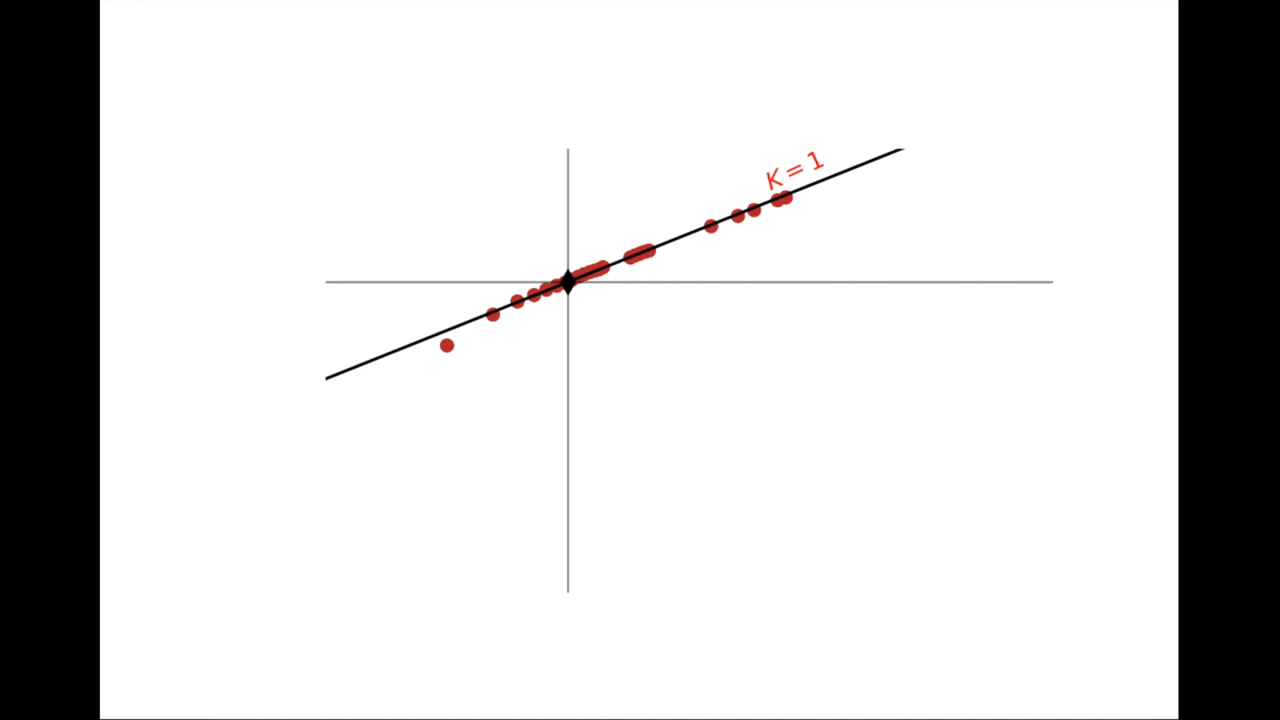 K = 1